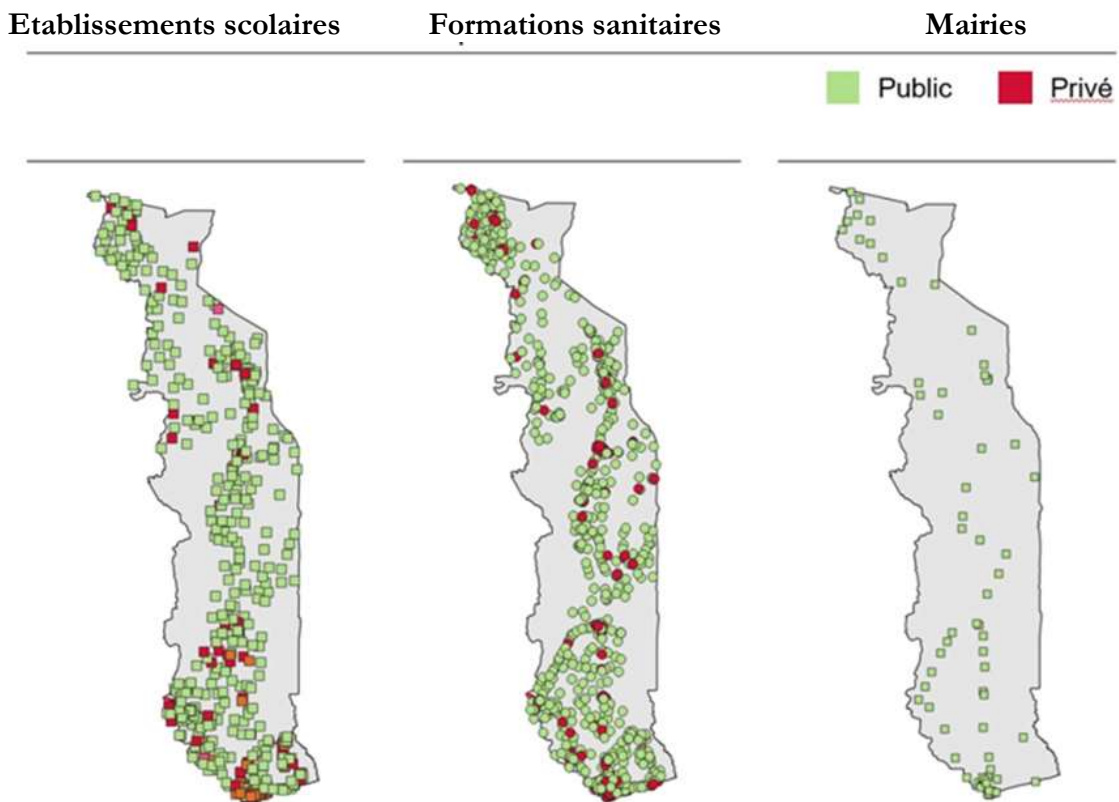 Etablissements scolaires
Formations sanitaires
Mairies
Public
Privé